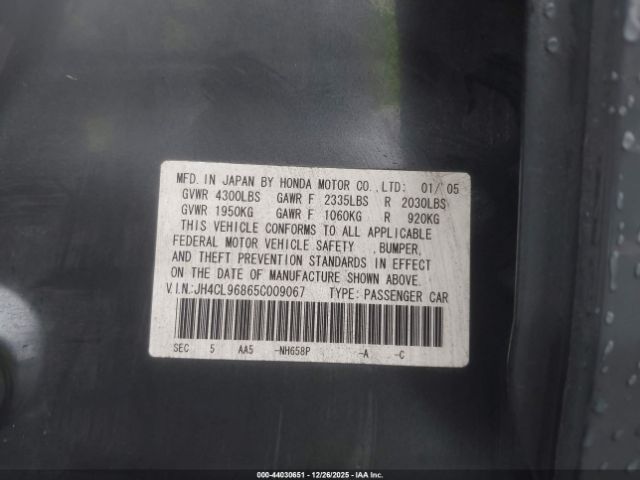 MFD. IN JAPAN BY HONDA MOTOR CO., LTD: 01/'05
GVWR 4300LBS GAWR F 2335LBS R 2030LBS
GVWR 1950KG GAWR F 1060KG R 920KG
THIS VEHICLE CONFORMS TO ALL APPLICABLE
FEDERAL MOTOR VEHICLE SAFETY ,BUMPER,
AND THEFT PREVENTION STANDARDS IN EFFECT
ON THE DATE OF MANUFACTURE SHOWN ABOVE.
V.I.N.:JH4CL96865C009067 TYPE: PASSENGER CAR
SEC 5 AA5 -NH658P -A -C
000-44030651 - 12/26/2025 - IAAI Inc.